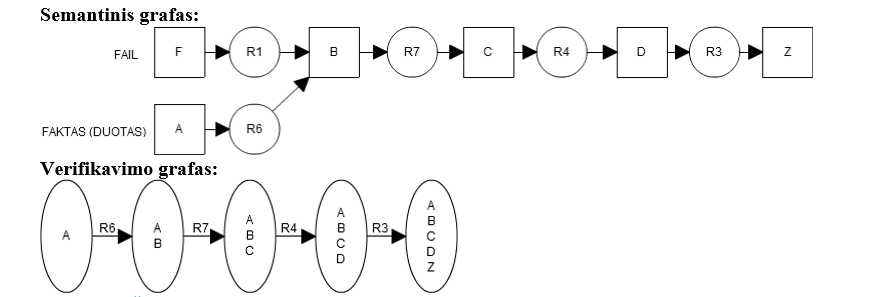 Semantinis grafas:
FAIL F R1 B R7 C R4 D R3 Z
FAKTAS (DUOTAS) A R6
Verifikavimo grafas:
A R6 A B R7 A B C R4 A B C D R3 A B C D Z